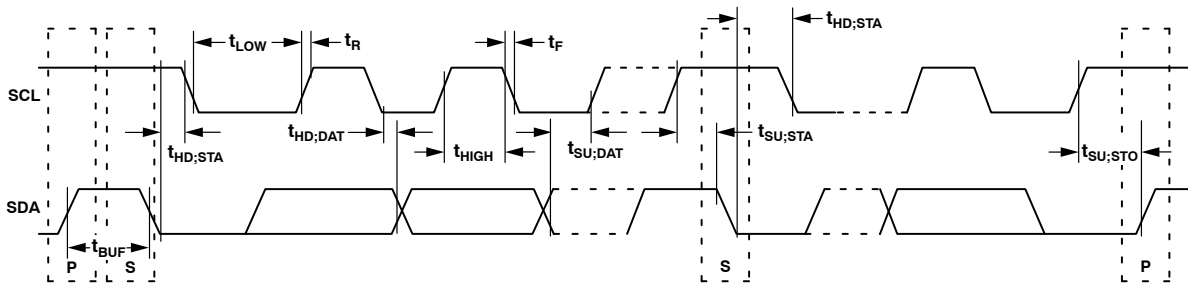 tHD;STA
tLOW
tR
tF
SCL
tHD;STA
tHD;DAT
tHIGH
tSU;DAT
tSU;STA
tSU;STO
SDA
tBUF
P
S
S
P